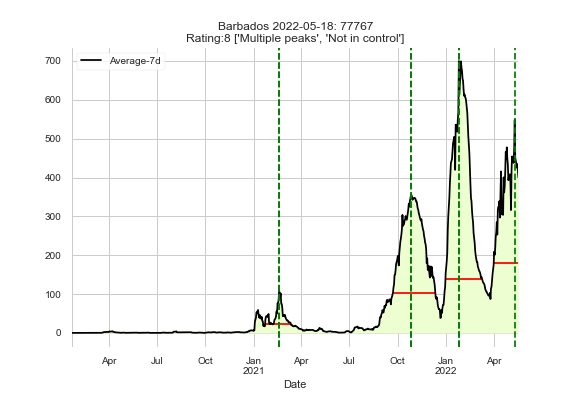 Barbados 2022-05-18: 77767
Rating:8 ['Multiple peaks', 'Not in control']
Average-7d
700
600
500
400
300
200
100
0
Apr Jul Oct Jan Apr Jul Oct Jan Apr
2021 2022
Date